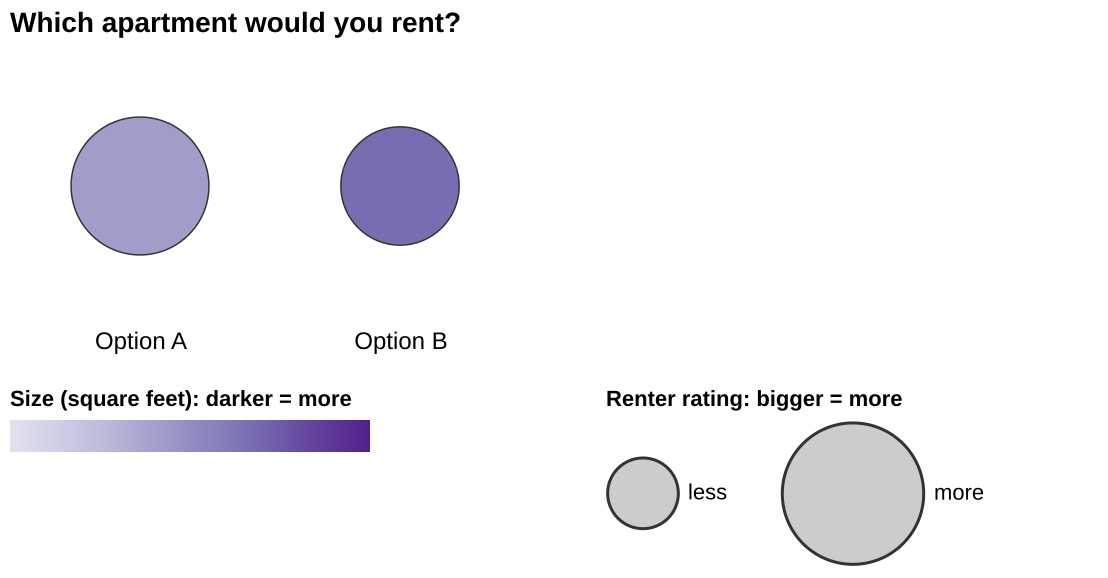 Which apartment would you rent?
Option A
Option B
Size (square feet): darker = more
Renter rating: bigger = more
less
more